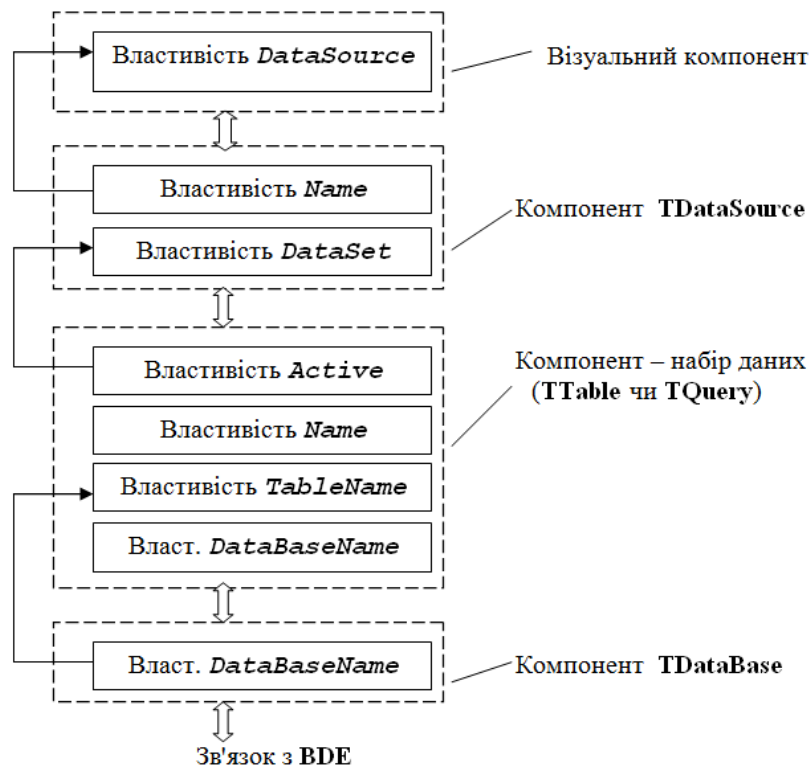 Властивість DataSource
Візуальний компонент
Властивість Name
Компонент TDataSource
Властивість DataSet
Властивість Active
Компонент – набір даних
(TTable чи TQuery)
Властивість Name
Властивість TableName
Власт. DataBaseName
Власт. DataBaseName
Компонент TDataBase
Зв'язок з BDE